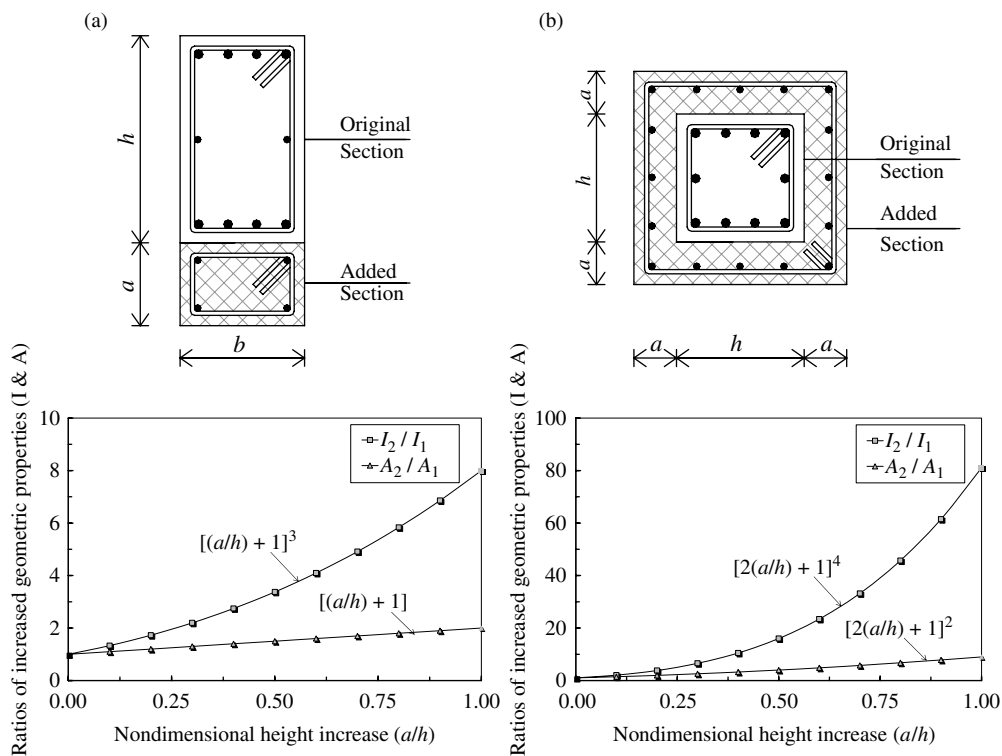 (a)
h
a
b
Original
Section
Added
Section
(b)
a
h
a
a
h
a
Original
Section
Added
Section
Ratios of increased geometric properties (I & A)
10
8
6
4
2
0
0.00
0.25
0.50
0.75
1.00
I2 / I1
A2 / A1
[(a/h) + 1]3
[(a/h) + 1]
Nondimensional height increase (a/h)
Ratios of increased geometric properties (I & A)
100
80
60
40
20
0
0.00
0.25
0.50
0.75
1.00
I2 / I1
A2 / A1
[2(a/h) + 1]4
[2(a/h) + 1]2
Nondimensional height increase (a/h)